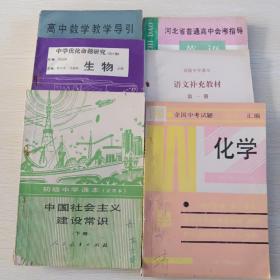 高中数学教学导引
河北省普通高中会考指导
中学优化命题研究
生物
语文补充教材
第一册
初级中学课本
中国社会主义
建设常识
下册
人民教育出版社
全国中考试题
汇编
化学